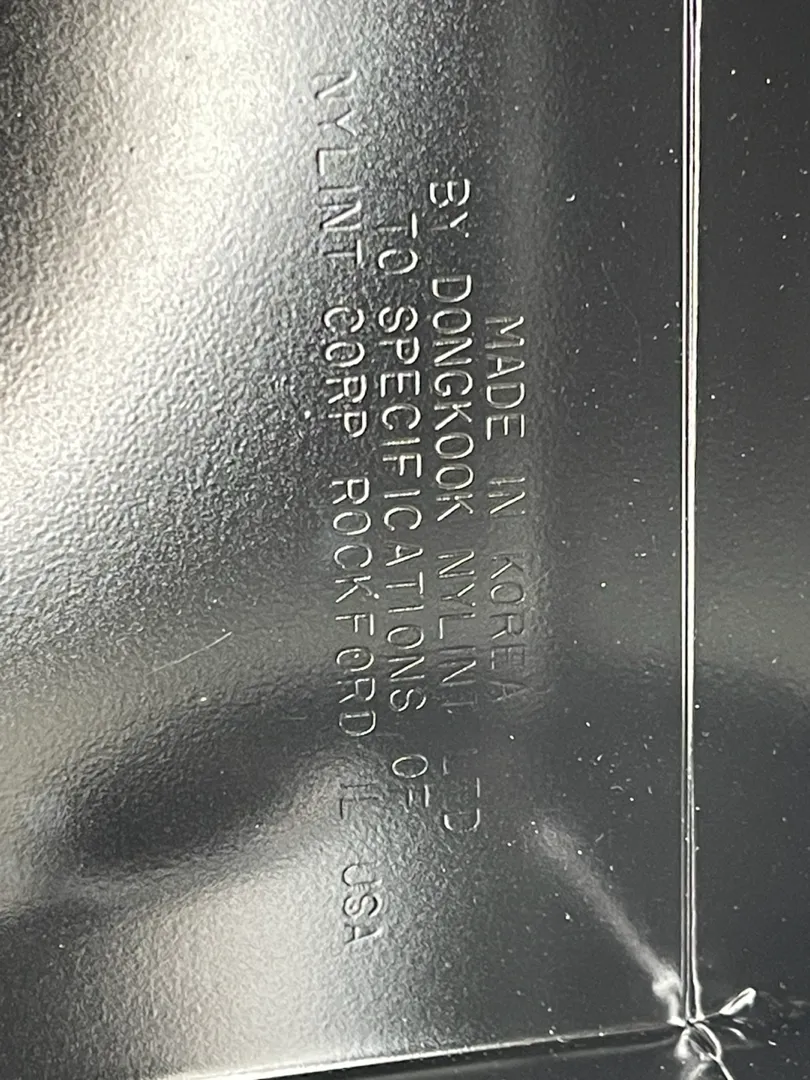 MADE IN KOREA
BY DONGKOOK NYLINT LTD
TO SPECIFICATIONS OF
NYLINT CORP ROCKFORD IL USA